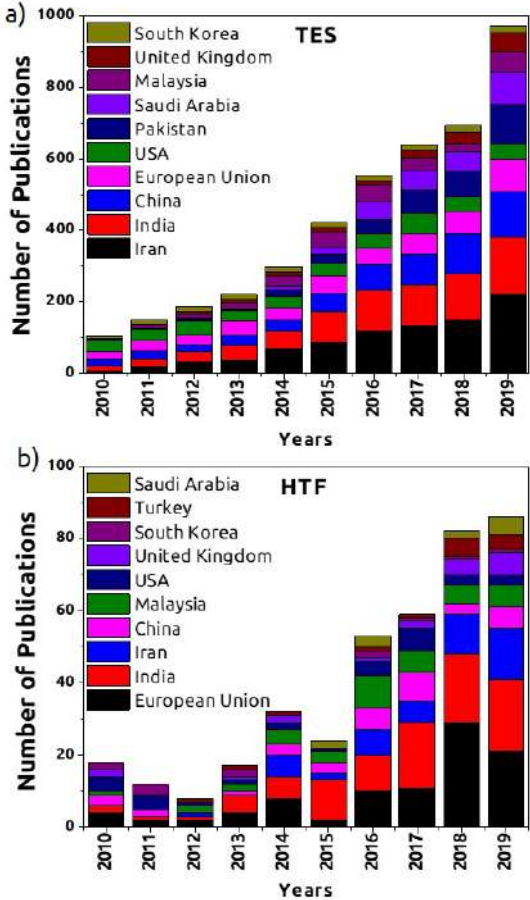 a)
TES
South Korea
United Kingdom
Malaysia
Saudi Arabia
Pakistan
USA
European Union
China
India
Iran
Number of Publications
1000
800
600
400
200
0
2010 2011 2012 2013 2014 2015 2016 2017 2018 2019
Years
b)
HTF
Saudi Arabia
Turkey
South Korea
United Kingdom
USA
Malaysia
China
Iran
India
European Union
Number of Publications
100
80
60
40
20
0
2010 2011 2012 2013 2014 2015 2016 2017 2018 2019
Years